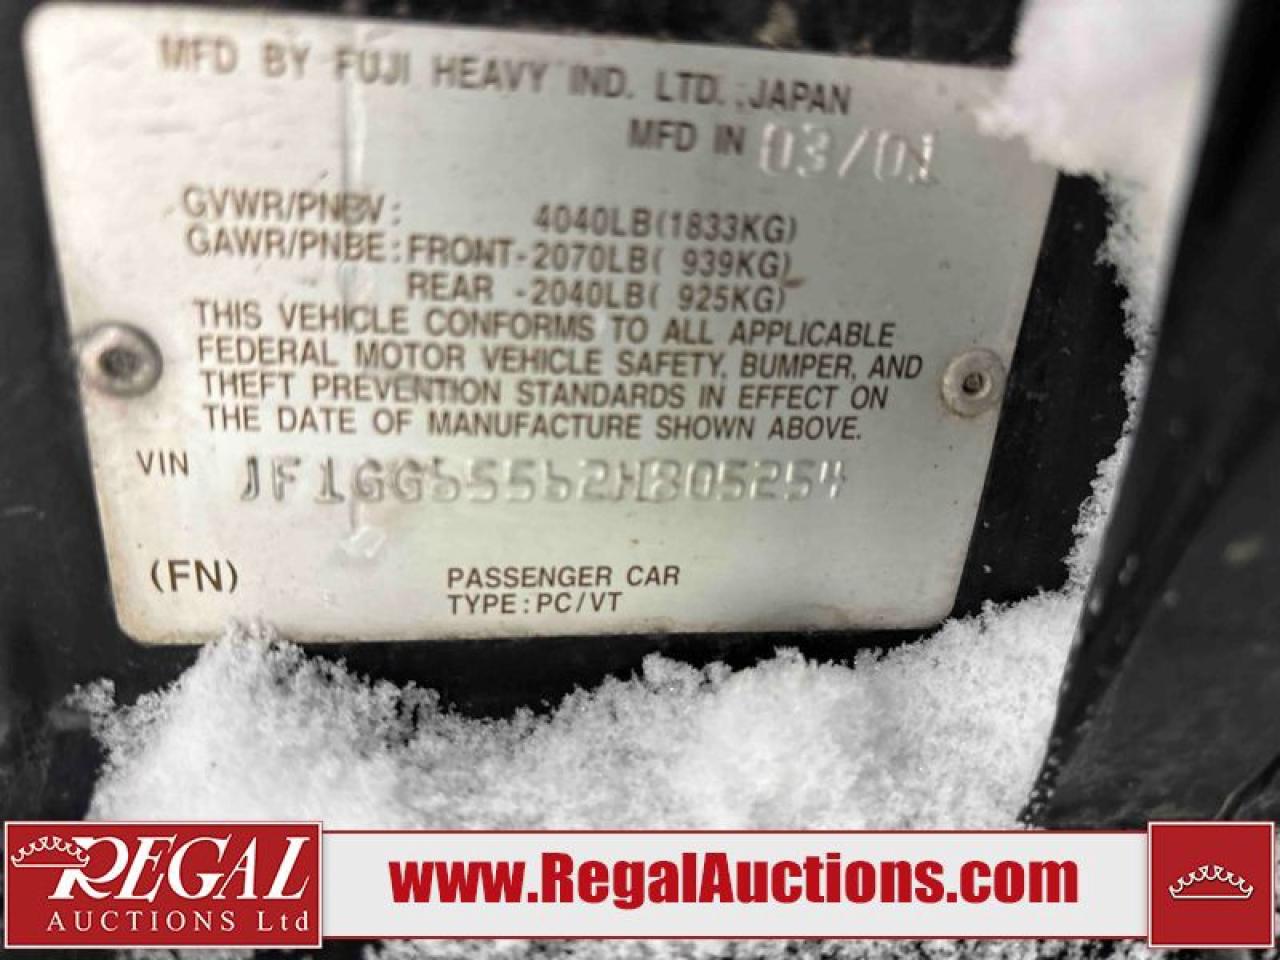 MFD BY FUJI HEAVY IND. LTD.,JAPAN
MFD IN 03/01
GVWR/PNBV: 4040LB(1833KG)
GAWR/PNBE:FRONT-2070LB( 939KG)
REAR -2040LB( 925KG)
THIS VEHICLE CONFORMS TO ALL APPLICABLE
FEDERAL MOTOR VEHICLE SAFETY, BUMPER, AND
THEFT PREVENTION STANDARDS IN EFFECT ON
THE DATE OF MANUFACTURE SHOWN ABOVE.
VIN
(FN) PASSENGER CAR
TYPE:PC/VT
REGAL
AUCTIONS Ltd
www.RegalAuctions.com